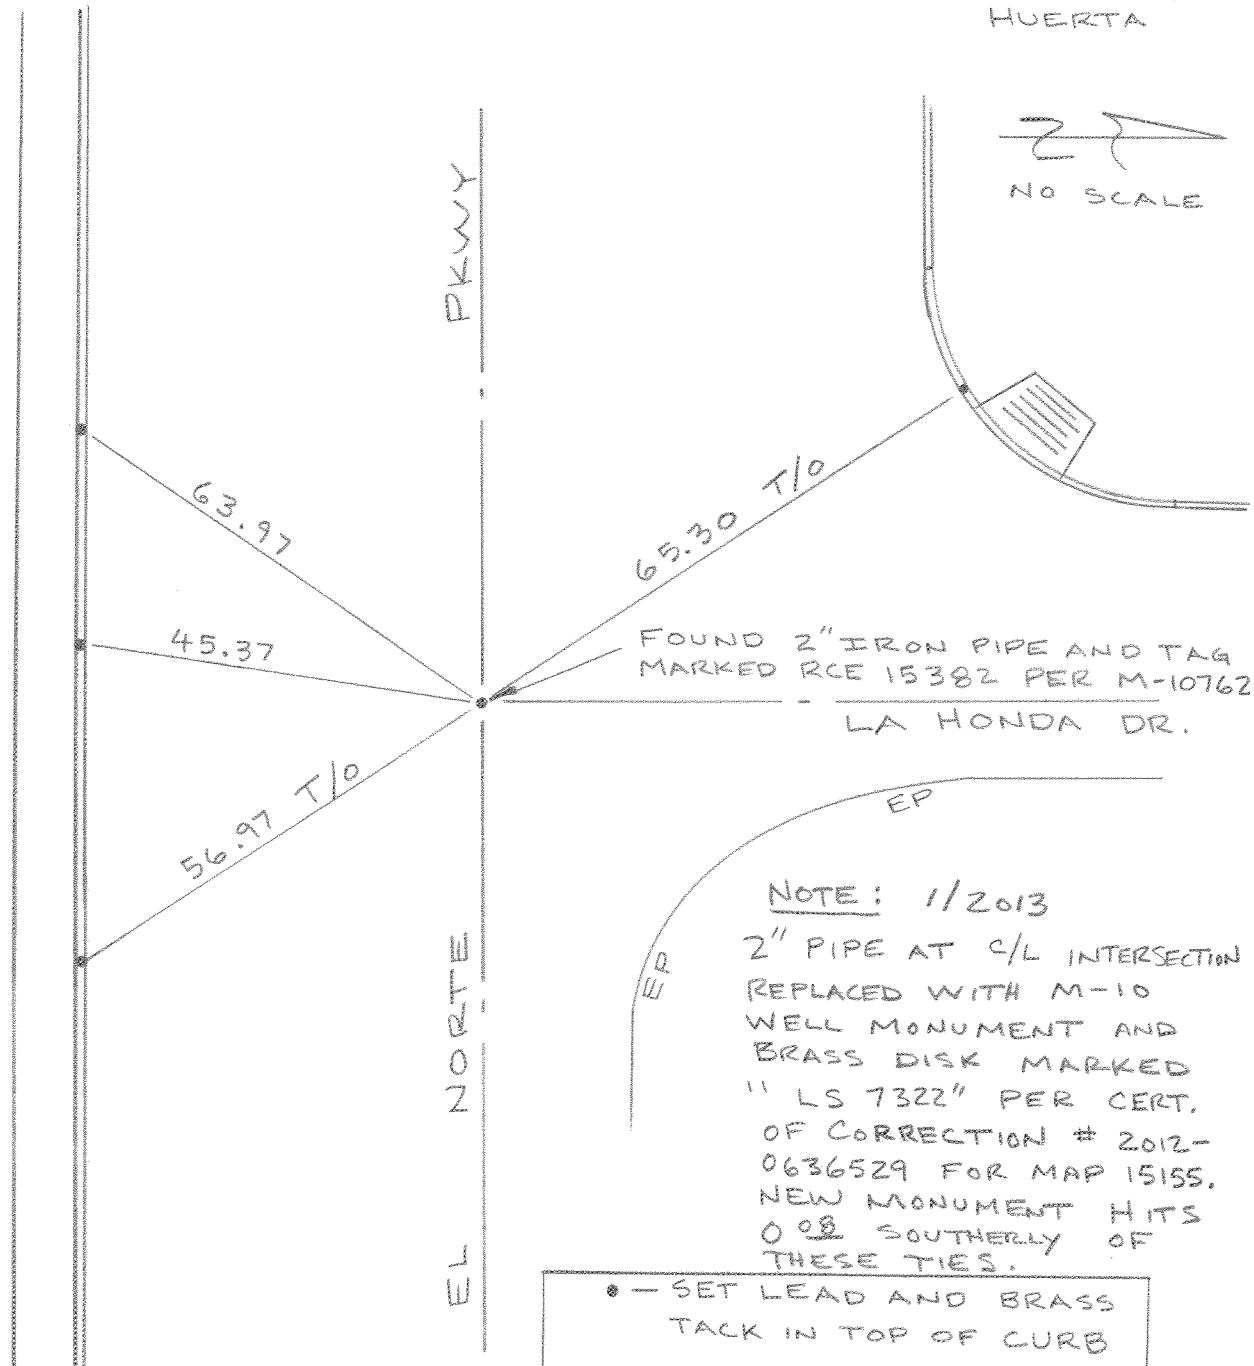 HUERTA
NO SCALE
PKWY
63.97
65.30 T/O
45.37
FOUND 2" IRON PIPE AND TAG
MARKED RCE 15382 PER M-10762
LA HONDA DR.
56.97 T/O
EP
EP
NORTE
EL
NOTE: 1/2013
2" PIPE AT C/L INTERSECTION
REPLACED WITH M-10
WELL MONUMENT AND
BRASS DISK MARKED
" LS 7322" PER CERT.
OF CORRECTION # 2012-
0636529 FOR MAP 15155.
NEW MONUMENT HITS
0 08 SOUTHERLY OF
THESE TIES.
● - SET LEAD AND BRASS
TACK IN TOP OF CURB